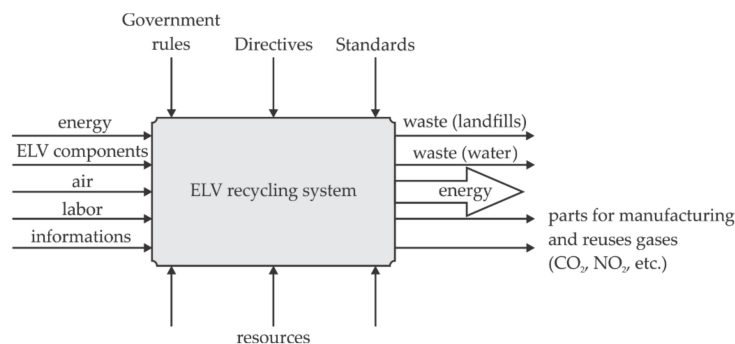 Government
rules
Directives
Standards
energy
ELV components
air
labor
informations
ELV recycling system
waste (landfills)
waste (water)
energy
parts for manufacturing
and reuses gases
(CO₂, NO₂, etc.)
resources